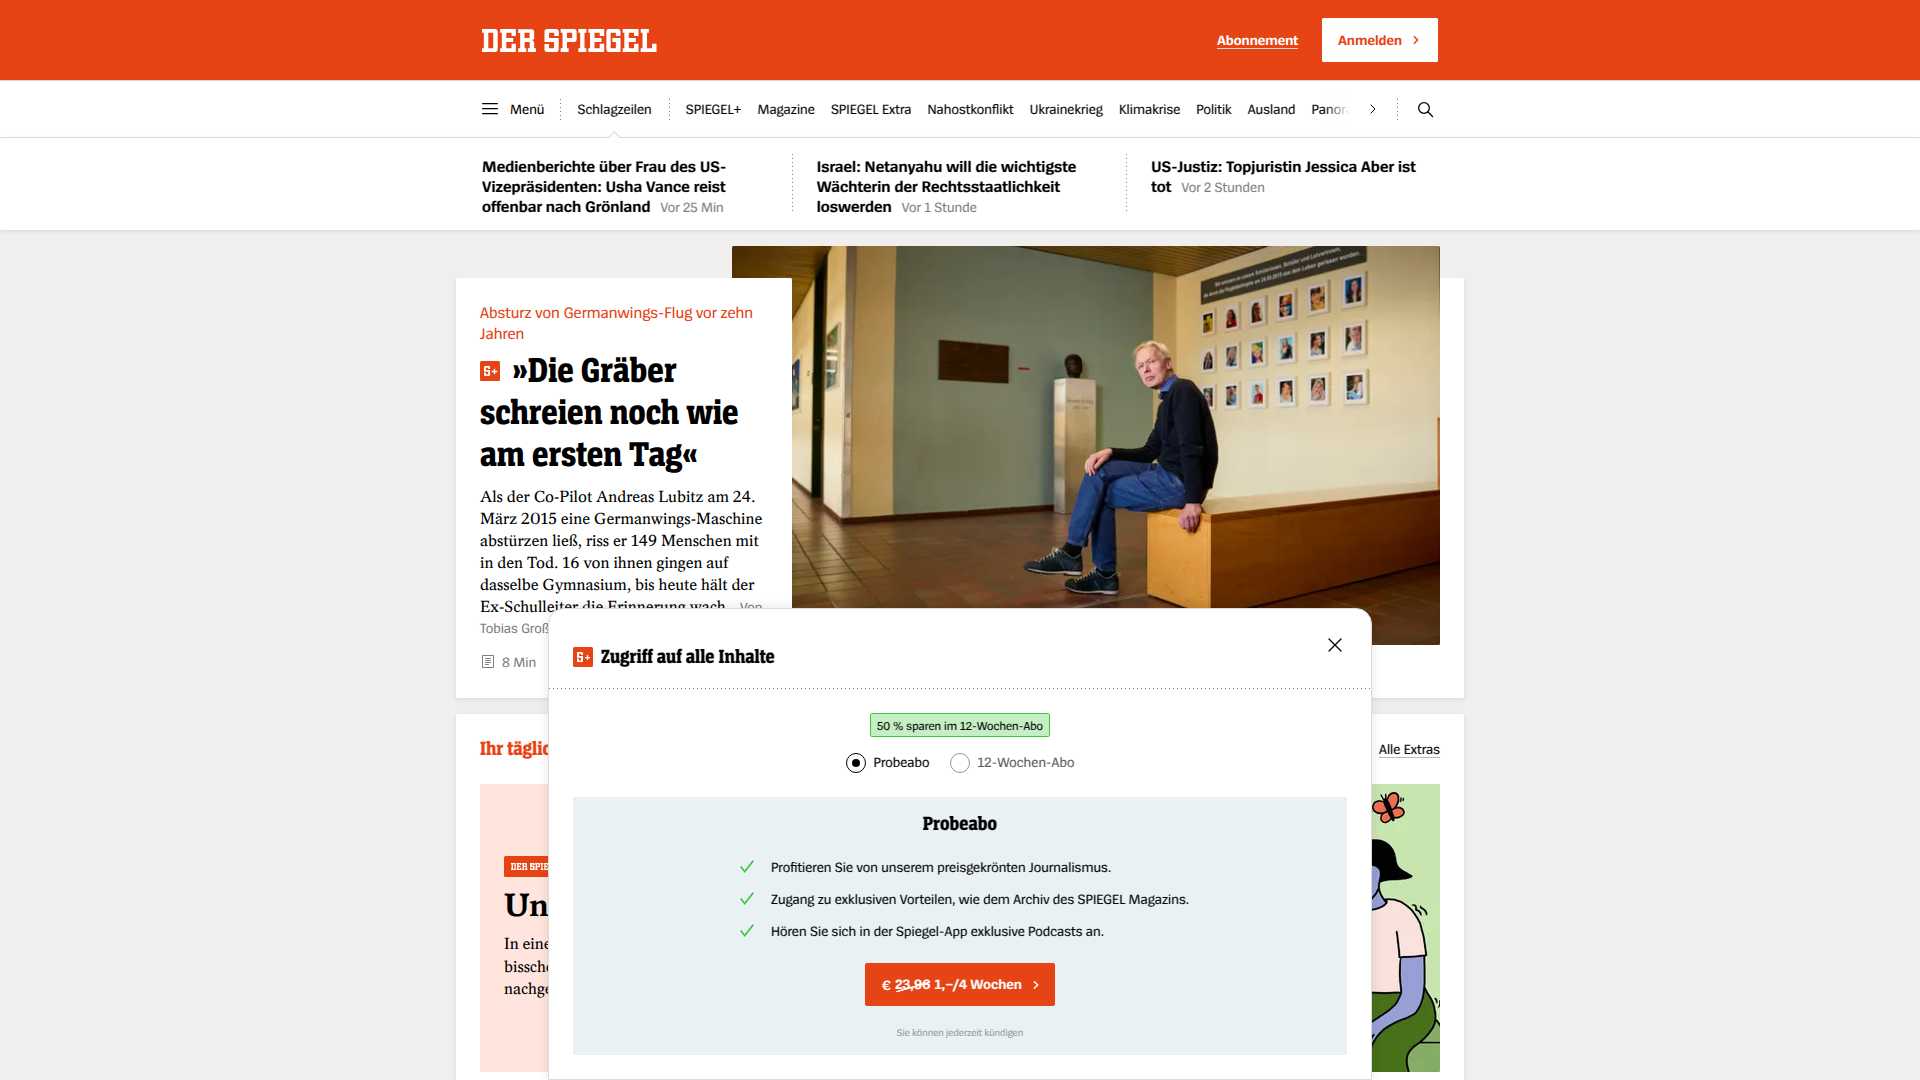 DER SPIEGEL
Abonnement
Anmelden
Menü
Schlagzeilen
SPIEGEL+
Magazine
SPIEGEL Extra
Nahostkonflikt
Ukrainekrieg
Klimakrise
Politik
Ausland
Medienberichte über Frau des US-
Vizepräsidenten: Usha Vance reist
offenbar nach Grönland Vor 25 Min
Israel: Netanyahu will die wichtigste
Wächterin der Rechtsstaatlichkeit
loswerden Vor 1 Stunde
US-Justiz: Topjuristin Jessica Aber ist
tot Vor 2 Stunden
Absturz von Germanwings-Flug vor zehn
Jahren
»Die Gräber
schreien noch wie
am ersten Tag«
Als der Co-Pilot Andreas Lubitz am 24.
März 2015 eine Germanwings-Maschine
abstürzen ließ, riss er 149 Menschen mit
in den Tod. 16 von ihnen gingen auf
dasselbe Gymnasium, bis heute hält der
Ex-Schulleiter die Erinnerung wach. Von
Tobias Groß
8 Min
S+ Zugriff auf alle Inhalte
50 % sparen im 12-Wochen-Abo
Probeabo
12-Wochen-Abo
Probeabo
Profitieren Sie von unserem preisgekrönten Journalismus.
Zugang zu exklusiven Vorteilen, wie dem Archiv des SPIEGEL Magazins.
Hören Sie sich in der Spiegel-App exklusive Podcasts an.
€ 23,96 1,–/4 Wochen
Sie können jederzeit kündigen
Ihr täglic
Alle Extras
DER SPIE
Un
In eine
bissche
nachge